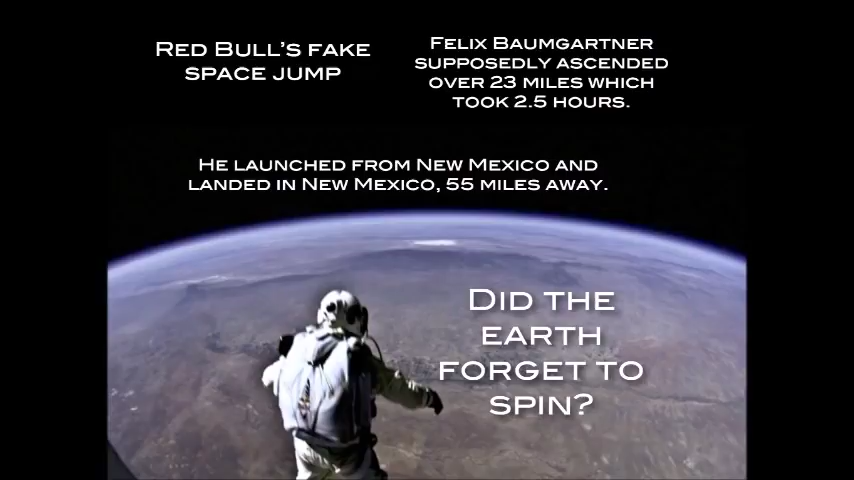 Red Bull's fake
space jump
Felix Baumgartner
supposedly ascended
over 23 miles which
took 2.5 hours.
He launched from New Mexico and
landed in New Mexico, 55 miles away.
Did the
earth
forget to
spin?